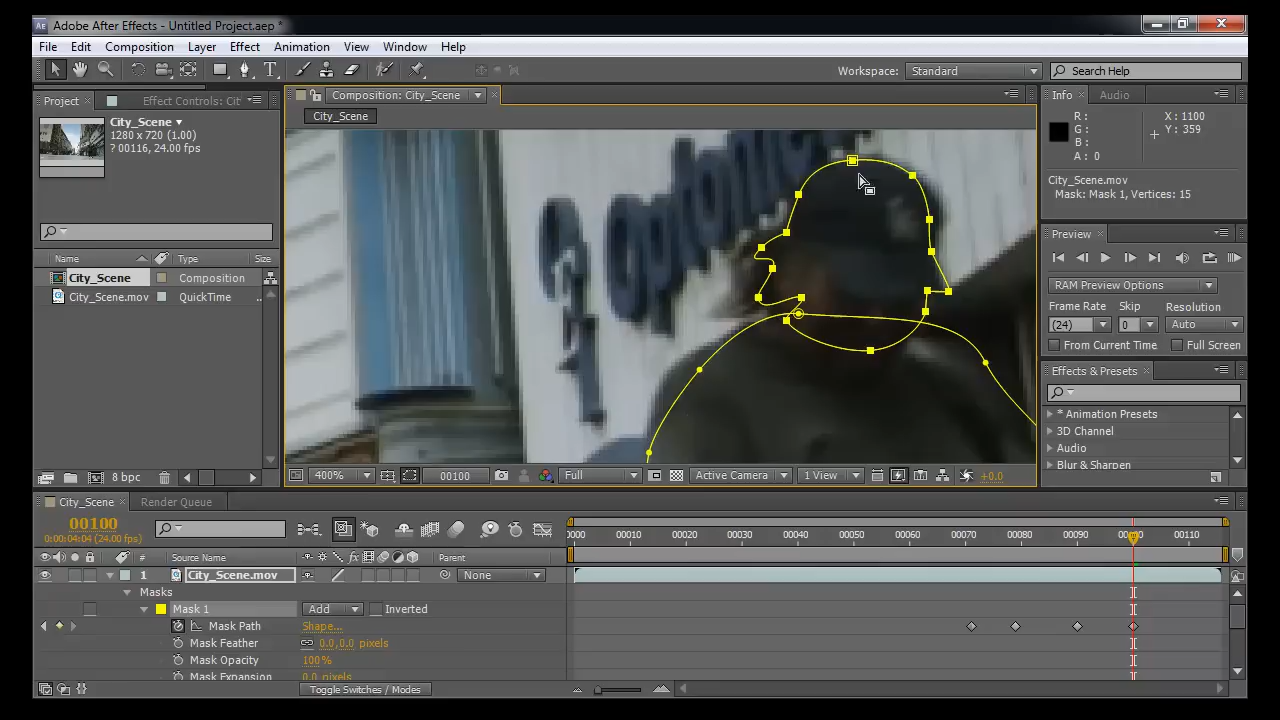 Ae Adobe After Effects - Untitled Project.aep *
File Edit Composition Layer Effect Animation View Window Help
T Workspace: Standard Search Help
Project Effect Controls: Cit
City_Scene
1280 x 720 (1.00)
? 00116, 24.00 fps
Name Type Size
City_Scene Composition
City_Scene.mov QuickTime ..
8 bpc
Composition: City_Scene
City_Scene
400% 00100 Full Active Camera 1 View +0.0
Info Audio
R : X : 1100
G : Y : 359
B :
A : 0
City_Scene.mov
Mask: Mask 1, Vertices: 15
Preview
RAM Preview Options
Frame Rate Skip Resolution
(24) 0 Auto
From Current Time Full Screen
Effects & Presets
* Animation Presets
3D Channel
Audio
Blur & Sharpen
City_Scene Render Queue
00100
0:00:04:04 (24.00 fps)
# Source Name fx Parent
0000 00010 00020 00030 00040 00050 00060 00070 00080 00090 00100 00110
1 City_Scene.mov None
Masks
Mask 1 Add Inverted
Mask Path Shape...
Mask Feather 0.0,0.0 pixels
Mask Opacity 100%
Mask Expansion 0.0 pixels
Toggle Switches / Modes